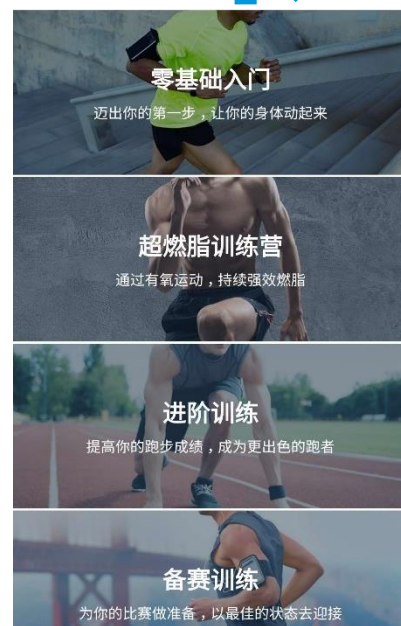 零基础入门
迈出你的第一步，让你的身体动起来
超燃脂训练营
通过有氧运动，持续强效燃脂
进阶训练
提高你的跑步成绩，成为更出色的跑者
备赛训练
为你的比赛做准备，以最佳的状态去迎接